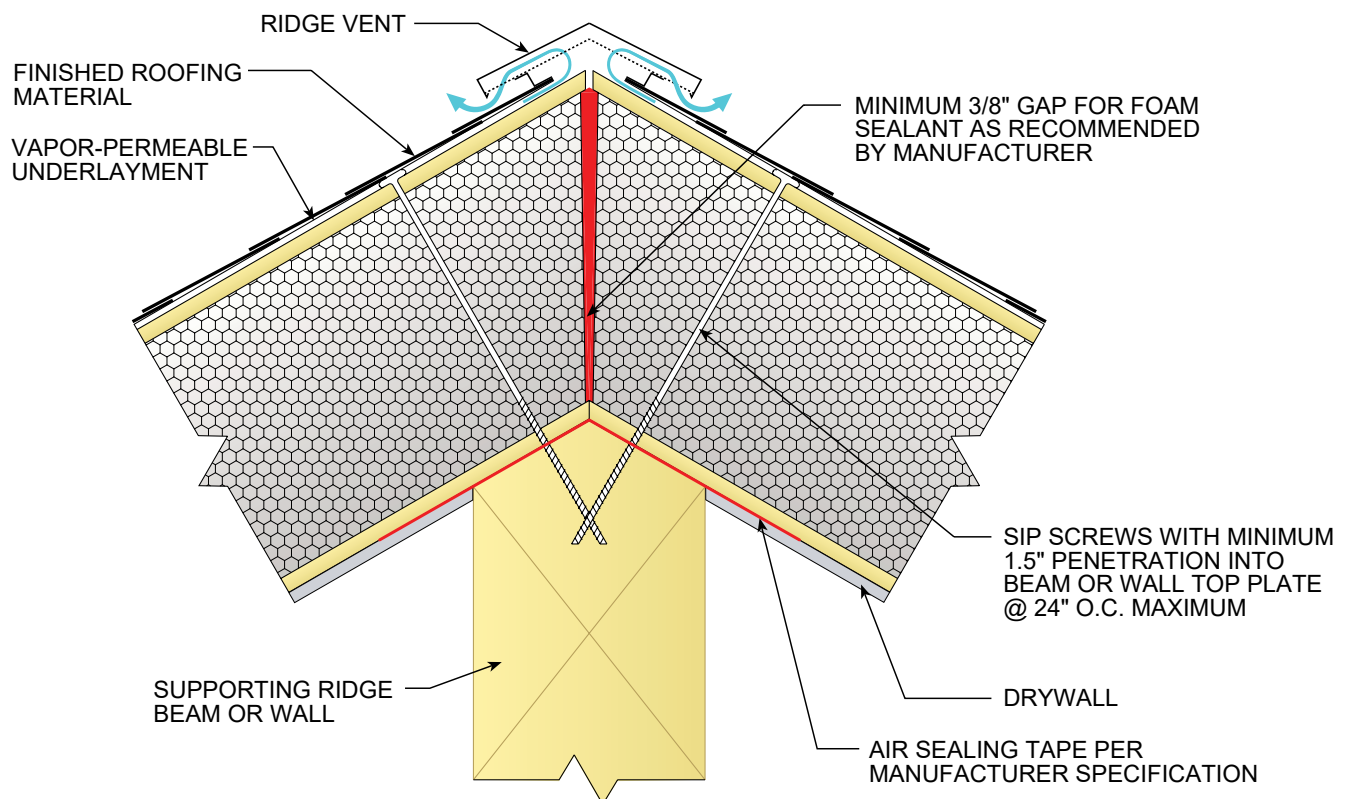 RIDGE VENT
FINISHED ROOFING
MATERIAL
VAPOR-PERMEABLE
UNDERLAYMENT
MINIMUM 3/8" GAP FOR FOAM
SEALANT AS RECOMMENDED
BY MANUFACTURER
SIP SCREWS WITH MINIMUM
1.5" PENETRATION INTO
BEAM OR WALL TOP PLATE
@ 24" O.C. MAXIMUM
SUPPORTING RIDGE
BEAM OR WALL
DRYWALL
AIR SEALING TAPE PER
MANUFACTURER SPECIFICATION